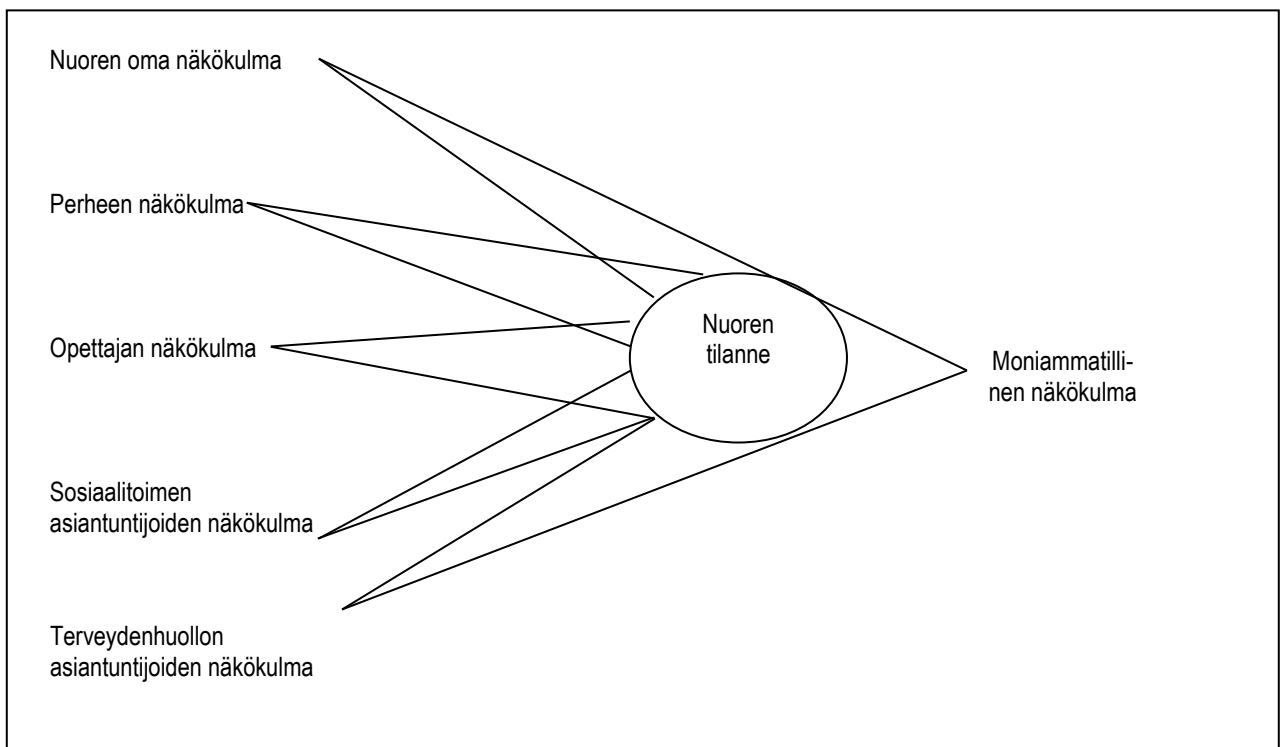 Nuoren oma näkökulma
Perheen näkökulma
Opettajan näkökulma
Sosiaalitoimen
asiantuntijoiden näkökulma
Terveydenhuollon
asiantuntijoiden näkökulma
Nuoren
tilanne
Moniammatilli-
nen näkökulma